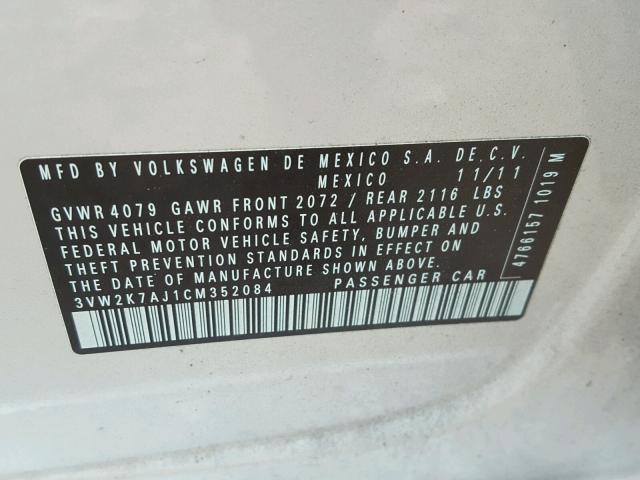 MFD BY VOLKSWAGEN DE MEXICO S.A. DE.C.V.
MEXICO 11/11
GVWR 4079 GAWR FRONT 2072 / REAR 2116 LBS
THIS VEHICLE CONFORMS TO ALL APPLICABLE U.S.
FEDERAL MOTOR VEHICLE SAFETY, BUMPER AND
THEFT PREVENTION STANDARDS IN EFFECT ON
THE DATE OF MANUFACTURE SHOWN ABOVE.
3VW2K7AJ1CM352084 PASSENGER CAR
4766157 1019 M